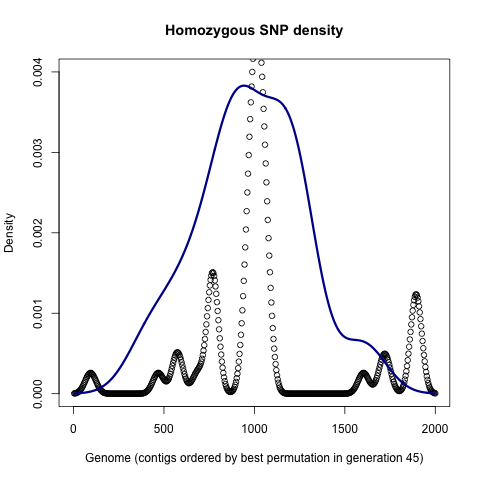 Homozygous SNP density
Density
0.004
0.003
0.002
0.001
0.000
0 500 1000 1500 2000
Genome (contigs ordered by best permutation in generation 45)